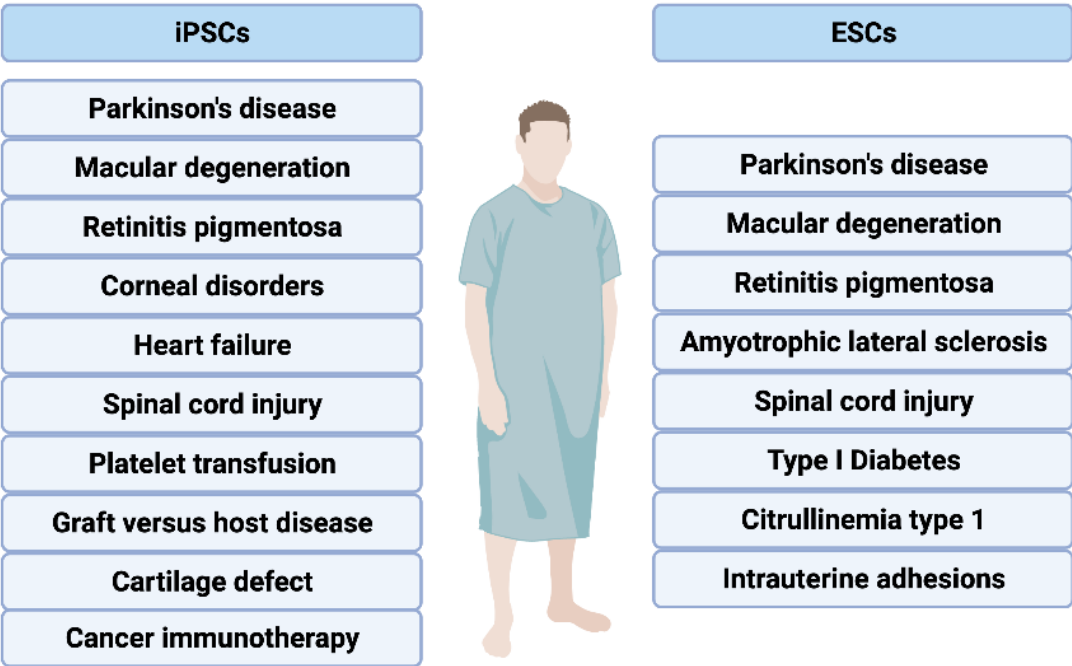 iPSCs
Parkinson's disease
Macular degeneration
Retinitis pigmentosa
Corneal disorders
Heart failure
Spinal cord injury
Platelet transfusion
Graft versus host disease
Cartilage defect
Cancer immunotherapy
ESCs
Parkinson's disease
Macular degeneration
Retinitis pigmentosa
Amyotrophic lateral sclerosis
Spinal cord injury
Type I Diabetes
Citrullinemia type 1
Intrauterine adhesions